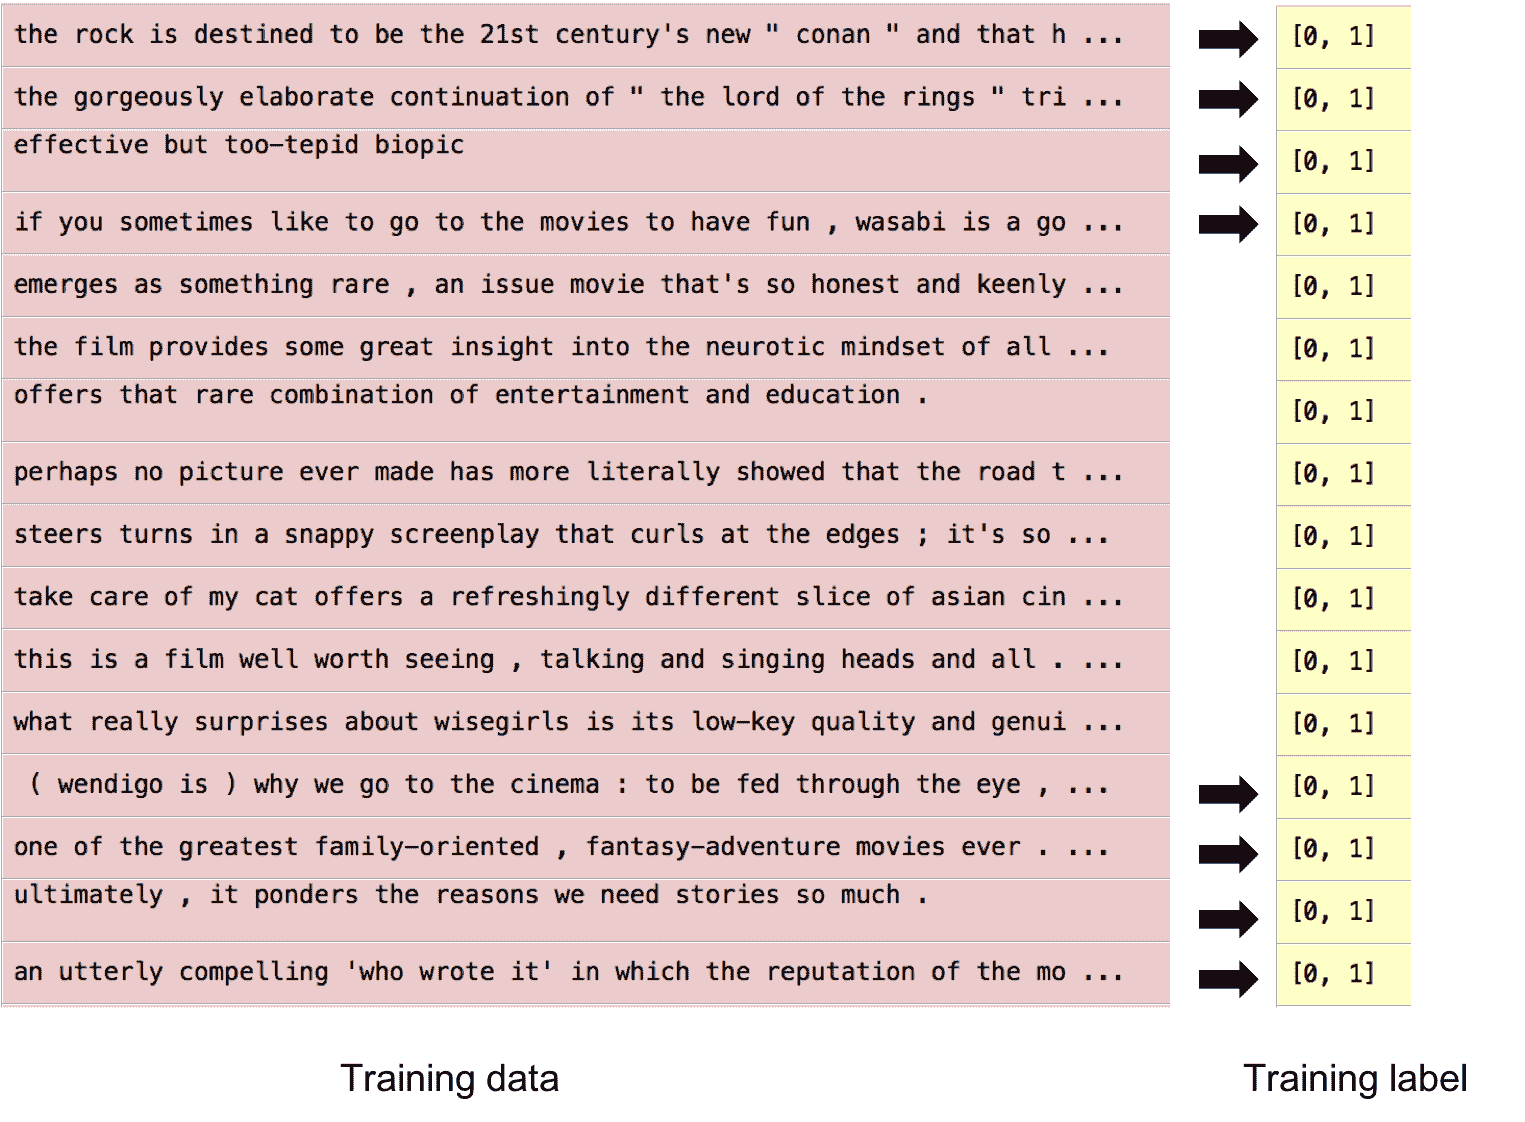 the rock is destined to be the 21st century's new " conan " and that h ... [0, 1]
the gorgeously elaborate continuation of " the lord of the rings " tri ... [0, 1]
effective but too-tepid biopic [0, 1]
if you sometimes like to go to the movies to have fun , wasabi is a go ... [0, 1]
emerges as something rare , an issue movie that's so honest and keenly ... [0, 1]
the film provides some great insight into the neurotic mindset of all ... [0, 1]
offers that rare combination of entertainment and education . [0, 1]
perhaps no picture ever made has more literally showed that the road t ... [0, 1]
steers turns in a snappy screenplay that curls at the edges ; it's so ... [0, 1]
take care of my cat offers a refreshingly different slice of asian cin ... [0, 1]
this is a film well worth seeing , talking and singing heads and all . ... [0, 1]
what really surprises about wisegirls is its low-key quality and genui ... [0, 1]
( wendigo is ) why we go to the cinema : to be fed through the eye , ... [0, 1]
one of the greatest family-oriented , fantasy-adventure movies ever . ... [0, 1]
ultimately , it ponders the reasons we need stories so much . [0, 1]
an utterly compelling 'who wrote it' in which the reputation of the mo ... [0, 1]
Training data Training label